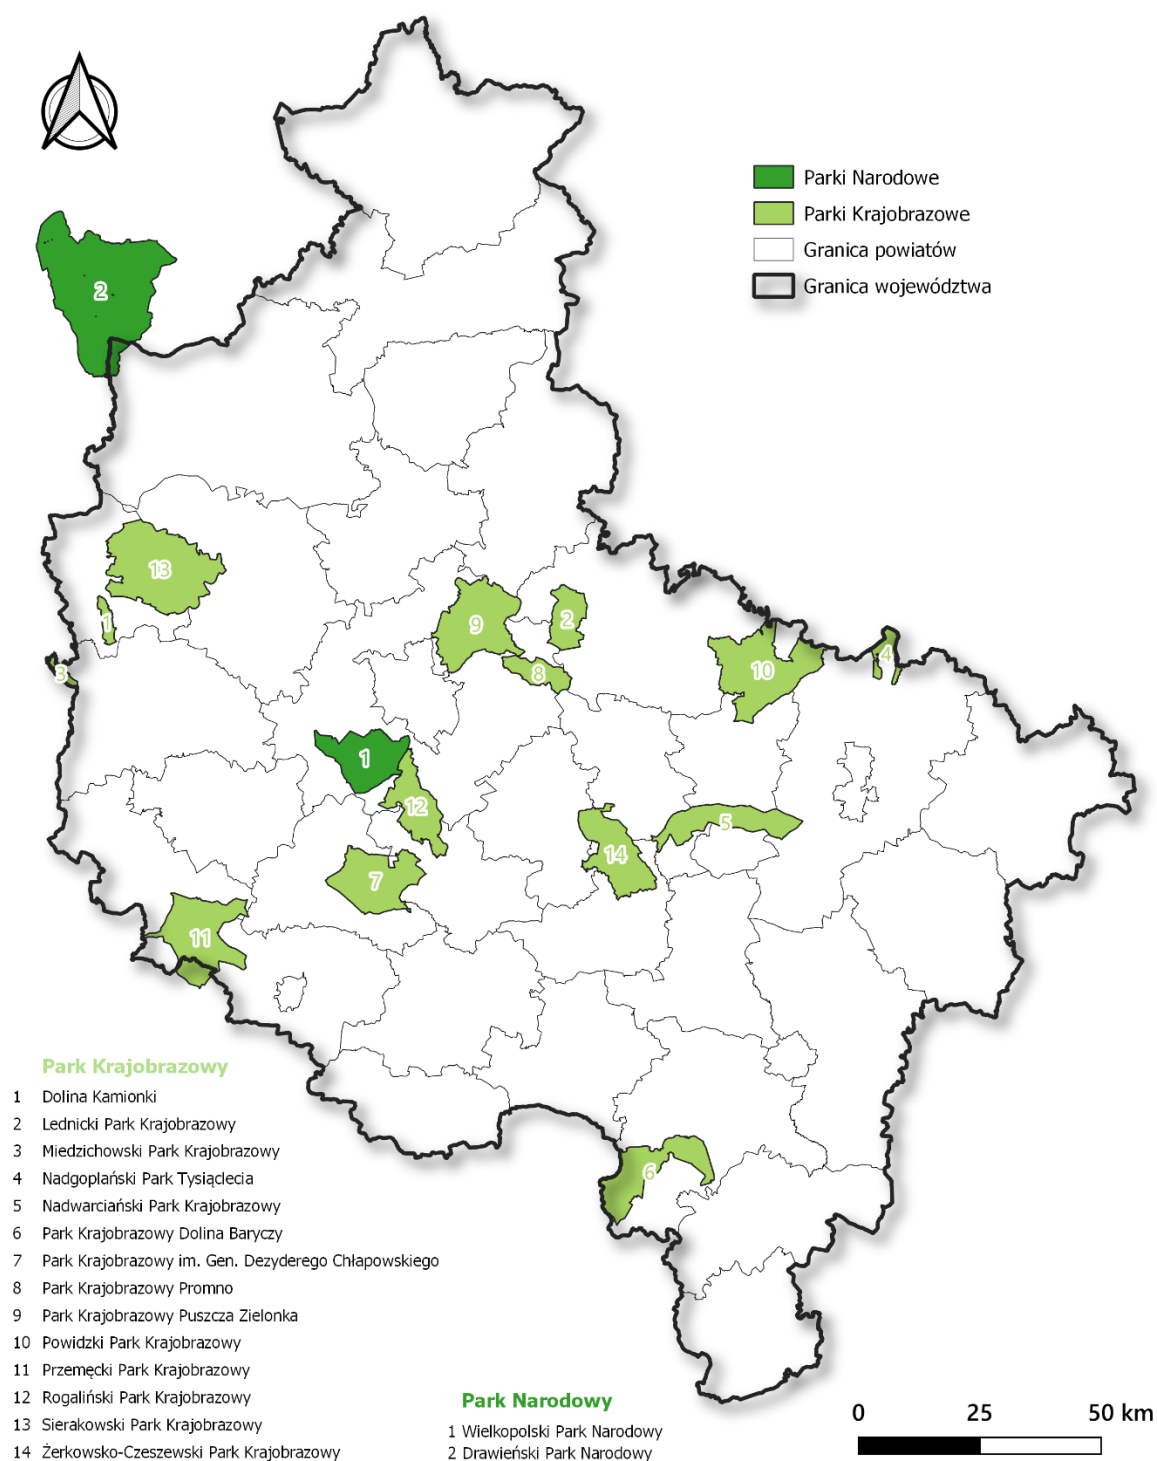 Parki Narodowe
Parki Krajobrazowe
Granica powiatów
Granica województwa
2
13
1
3
9
2
8
10
4
1
12
5
14
7
11
6
Park Krajobrazowy
1 Dolina Kamionki
2 Lednicki Park Krajobrazowy
3 Miedzichowski Park Krajobrazowy
4 Nadgoplański Park Tysiąclecia
5 Nadwarciański Park Krajobrazowy
6 Park Krajobrazowy Dolina Baryczy
7 Park Krajobrazowy im. Gen. Dezyderego Chłapowskiego
8 Park Krajobrazowy Promno
9 Park Krajobrazowy Puszcza Zielonka
10 Powidzki Park Krajobrazowy
11 Przemęcki Park Krajobrazowy
12 Rogaliński Park Krajobrazowy
13 Sierakowski Park Krajobrazowy
14 Żerkowsko-Czeszewski Park Krajobrazowy
Park Narodowy
1 Wielkopolski Park Narodowy
2 Drawieński Park Narodowy
0 25 50 km